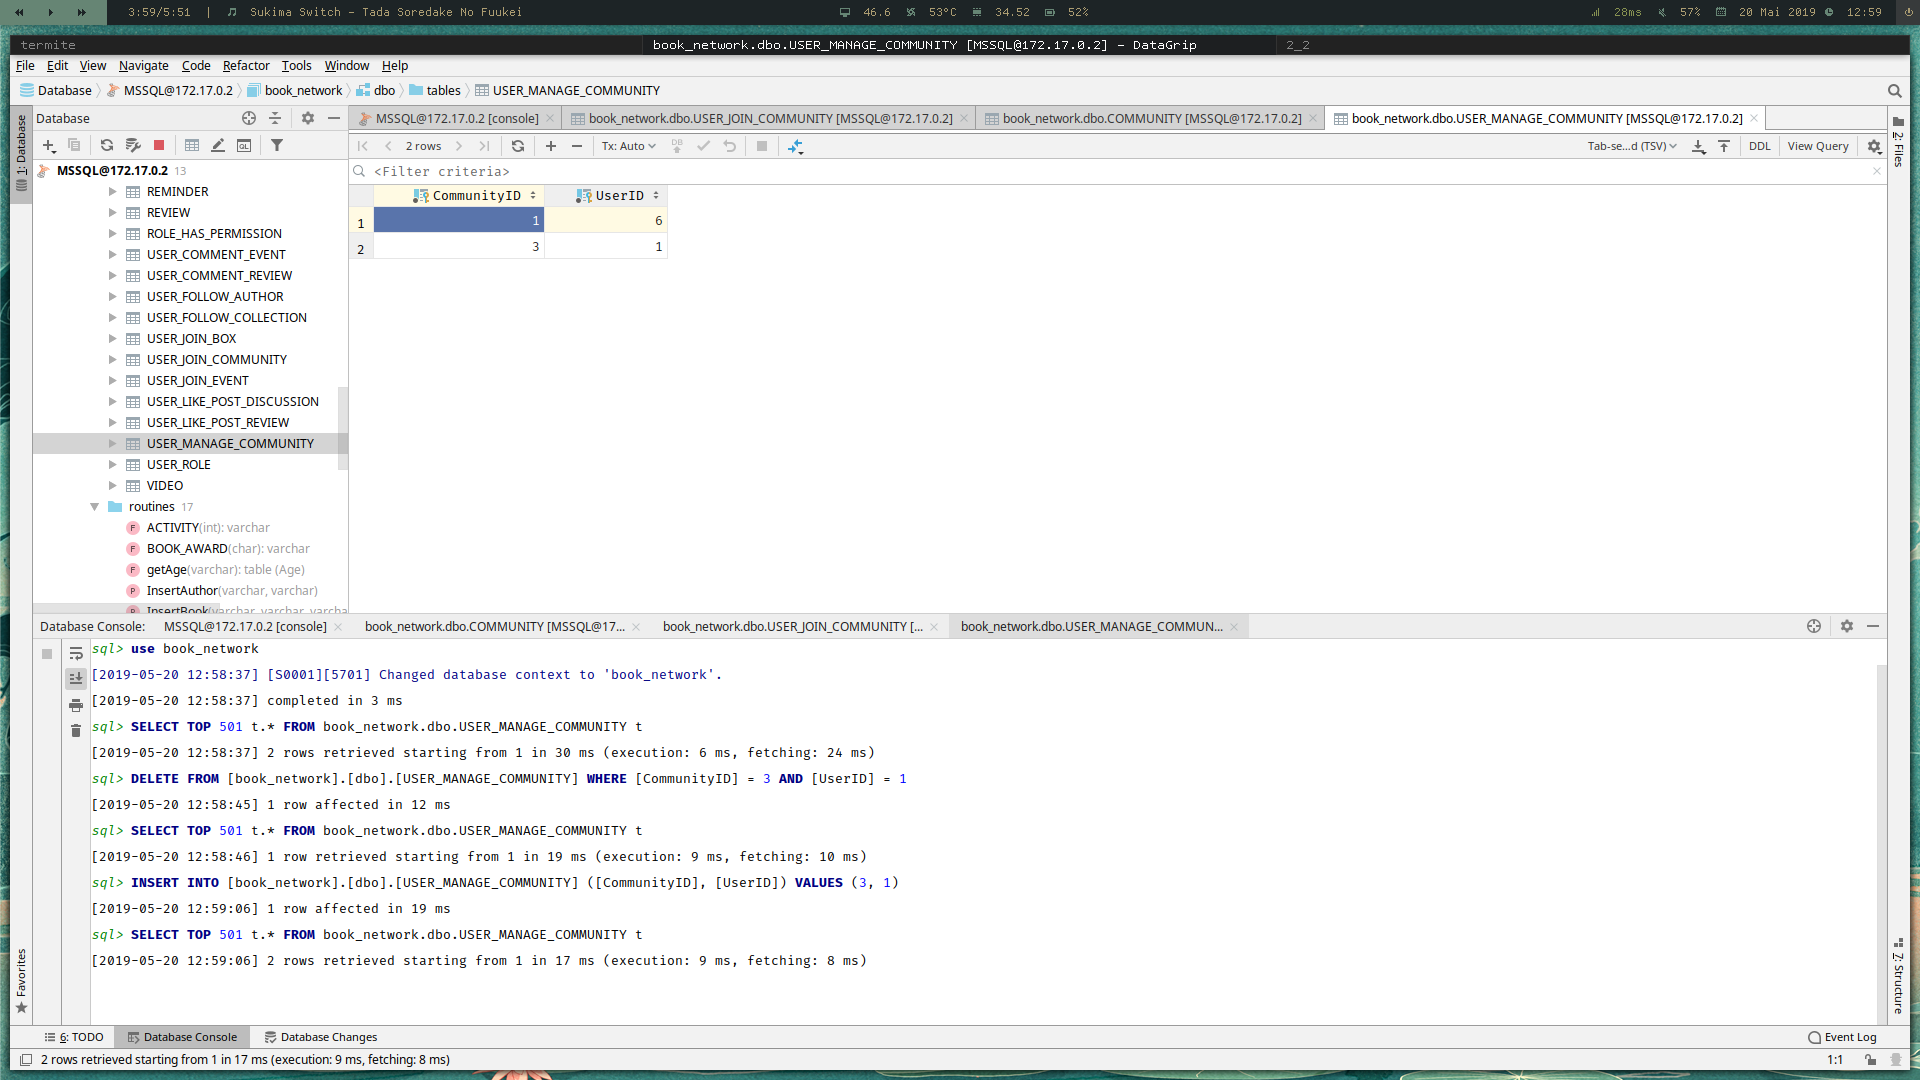 3:59/5:51 | Sukima Switch - Tada Soredake No Fuukei 46.6 53°C 34.52 52% 28ms 57% 20 Mai 2019 12:59
termite book_network.dbo.USER_MANAGE_COMMUNITY [MSSQL@172.17.0.2] - DataGrip 2_2
File Edit View Navigate Code Refactor Tools Window Help
Database MSSQL@172.17.0.2 book_network dbo tables USER_MANAGE_COMMUNITY
1: Database
Favorites
Database
MSSQL@172.17.0.2 13
REMINDER
REVIEW
ROLE_HAS_PERMISSION
USER_COMMENT_EVENT
USER_COMMENT_REVIEW
USER_FOLLOW_AUTHOR
USER_FOLLOW_COLLECTION
USER_JOIN_BOX
USER_JOIN_COMMUNITY
USER_JOIN_EVENT
USER_LIKE_POST_DISCUSSION
USER_LIKE_POST_REVIEW
USER_MANAGE_COMMUNITY
USER_ROLE
VIDEO
routines 17
ACTIVITY(int): varchar
BOOK_AWARD(char): varchar
getAge(varchar): table (Age)
InsertAuthor(varchar, varchar)
InsertBook(varchar, varchar, varcha
MSSQL@172.17.0.2 [console] book_network.dbo.USER_JOIN_COMMUNITY [MSSQL@172.17.0.2] book_network.dbo.COMMUNITY [MSSQL@172.17.0.2] book_network.dbo.USER_MANAGE_COMMUNITY [MSSQL@172.17.0.2]
2 rows Tx: Auto DB Tab-se...d (TSV) DDL View Query
<Filter criteria>
CommunityID UserID
1 1 6
2 3 1
2: Files
7: Structure
Database Console: MSSQL@172.17.0.2 [console] book_network.dbo.COMMUNITY [MSSQL@17... book_network.dbo.USER_JOIN_COMMUNITY [... book_network.dbo.USER_MANAGE_COMMUN...
sql> use book_network
[2019-05-20 12:58:37] [S0001][5701] Changed database context to 'book_network'.
[2019-05-20 12:58:37] completed in 3 ms
sql> SELECT TOP 501 t.* FROM book_network.dbo.USER_MANAGE_COMMUNITY t
[2019-05-20 12:58:37] 2 rows retrieved starting from 1 in 30 ms (execution: 6 ms, fetching: 24 ms)
sql> DELETE FROM [book_network].[dbo].[USER_MANAGE_COMMUNITY] WHERE [CommunityID] = 3 AND [UserID] = 1
[2019-05-20 12:58:45] 1 row affected in 12 ms
sql> SELECT TOP 501 t.* FROM book_network.dbo.USER_MANAGE_COMMUNITY t
[2019-05-20 12:58:46] 1 row retrieved starting from 1 in 19 ms (execution: 9 ms, fetching: 10 ms)
sql> INSERT INTO [book_network].[dbo].[USER_MANAGE_COMMUNITY] ([CommunityID], [UserID]) VALUES (3, 1)
[2019-05-20 12:59:06] 1 row affected in 19 ms
sql> SELECT TOP 501 t.* FROM book_network.dbo.USER_MANAGE_COMMUNITY t
[2019-05-20 12:59:06] 2 rows retrieved starting from 1 in 17 ms (execution: 9 ms, fetching: 8 ms)
6: TODO Database Console Database Changes Event Log
2 rows retrieved starting from 1 in 17 ms (execution: 9 ms, fetching: 8 ms) 1:1